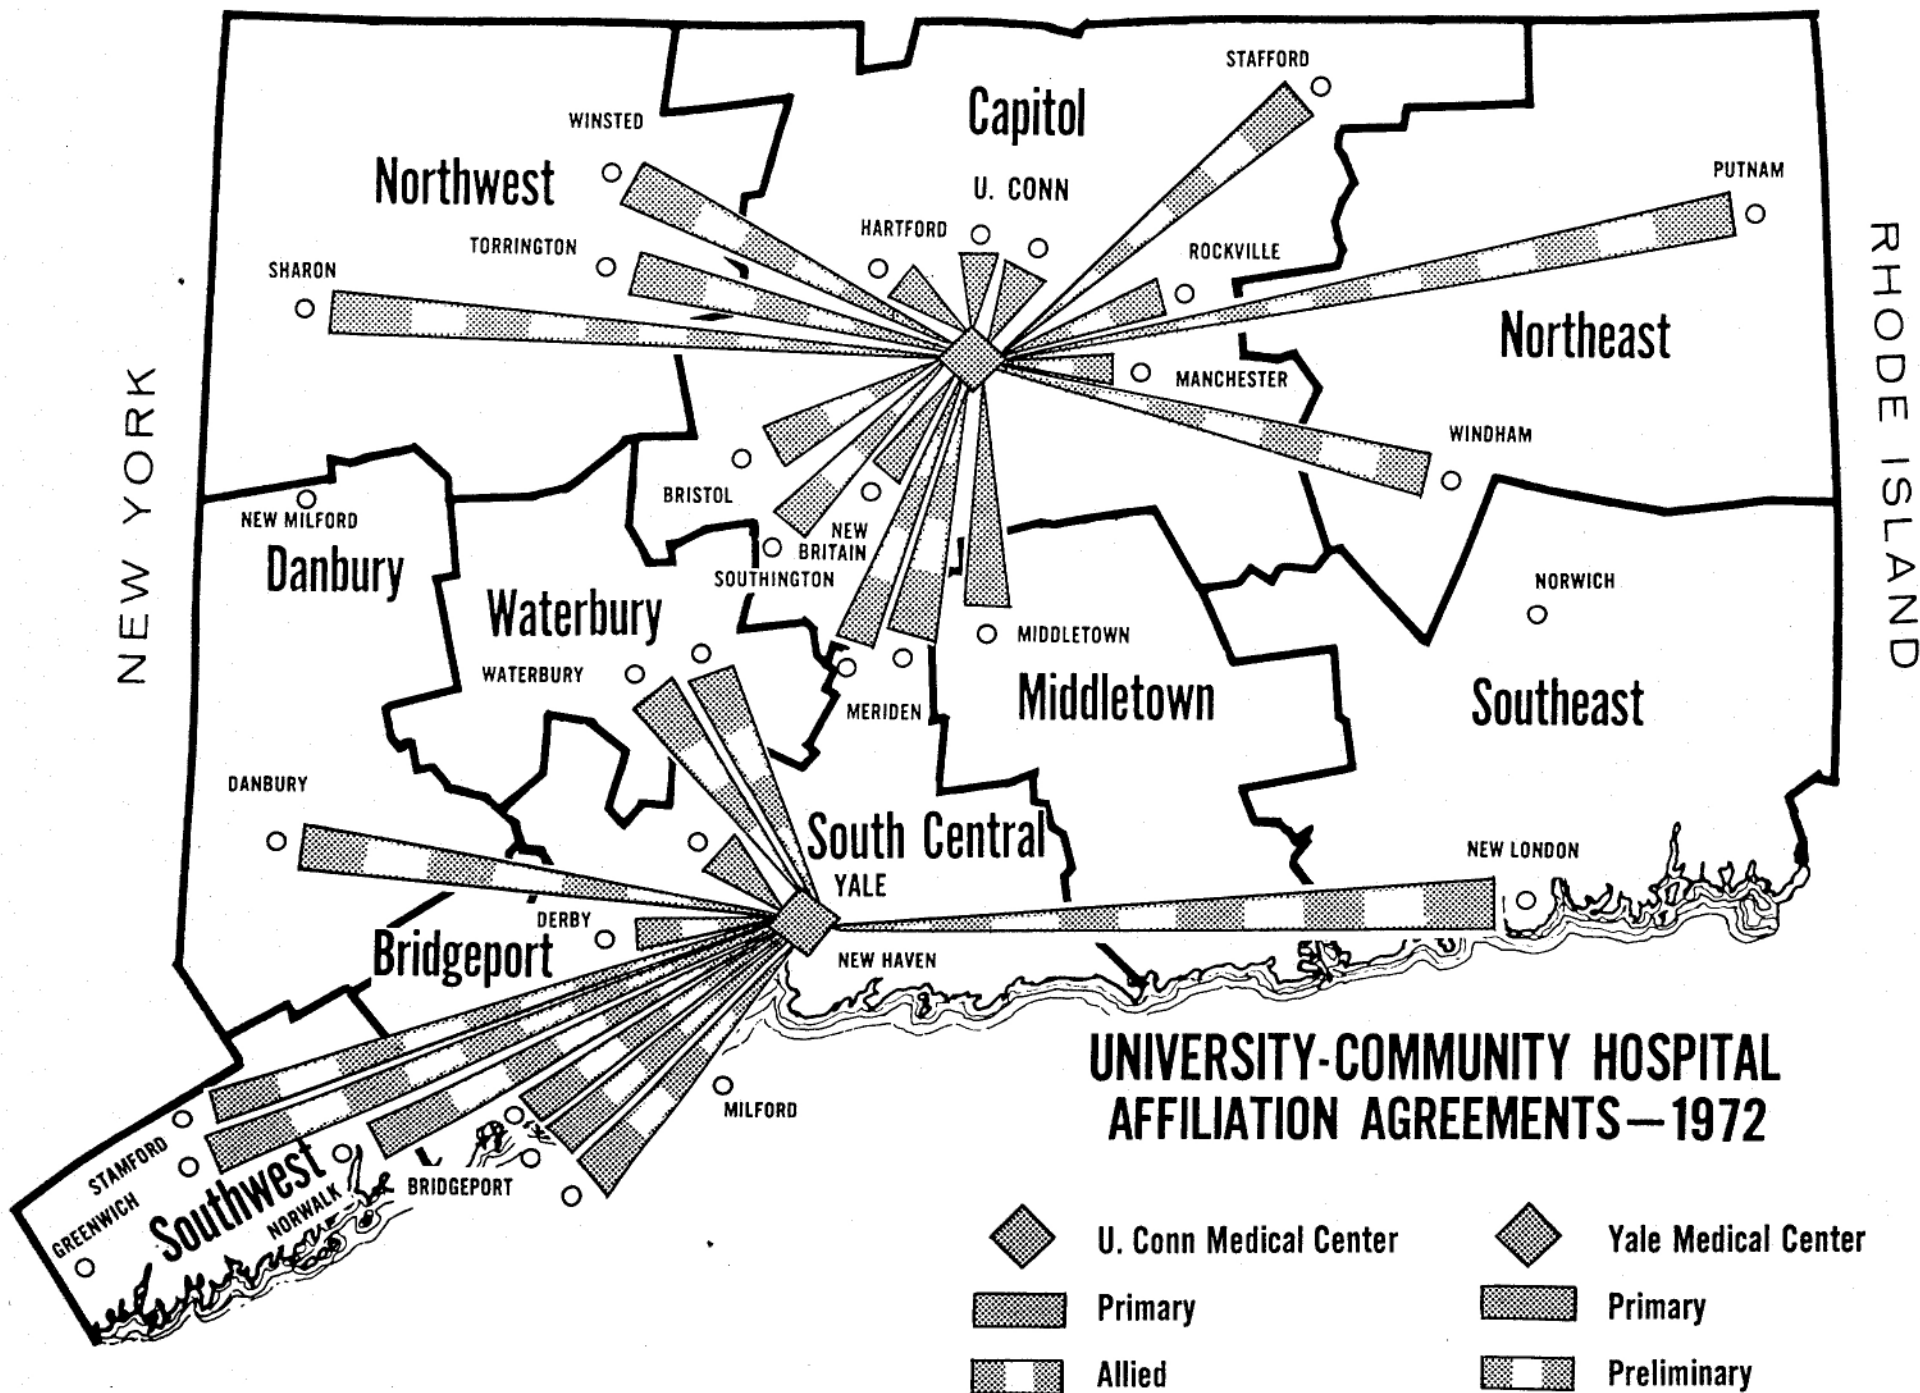 STAFFORD
Capitol
WINSTED
Northwest
PUTNAM
U. CONN
HARTFORD
TORRINGTON
ROCKVILLE
SHARON
RHODE ISLAND
Northeast
MANCHESTER
NEW YORK
WINDHAM
BRISTOL
NEW MILFORD
NEW
BRITAIN
Danbury
SOUTHINGTON
NORWICH
Waterbury
MIDDLETOWN
WATERBURY
Middletown
Southeast
MERIDEN
DANBURY
South Central
NEW LONDON
YALE
DERBY
Bridgeport
NEW HAVEN
UNIVERSITY-COMMUNITY HOSPITAL
AFFILIATION AGREEMENTS—1972
MILFORD
STAMFORD
BRIDGEPORT
GREENWICH
Southwest
NORWALK
U. Conn Medical Center
Yale Medical Center
Primary
Primary
Allied
Preliminary